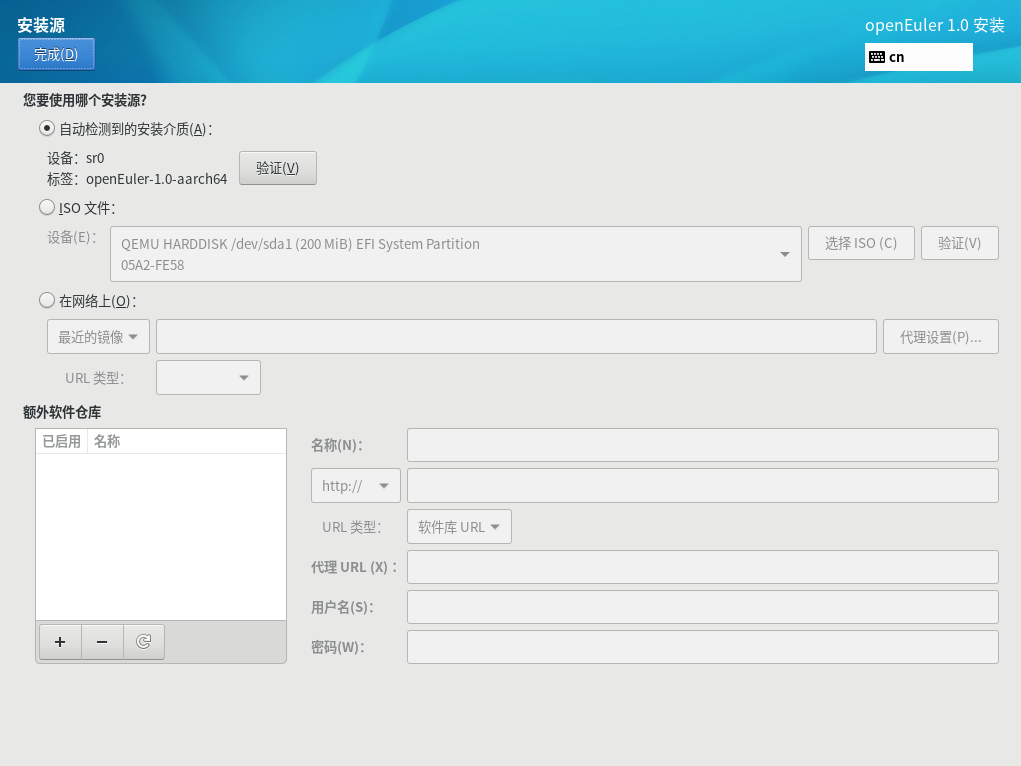 安装源
openEuler 1.0 安装
完成(D)
cn
您要使用哪个安装源?
自动检测到的安装介质(A)：
设备：sr0
标签：openEuler-1.0-aarch64
验证(V)
ISO 文件：
设备(E)：
QEMU HARDDISK /dev/sda1 (200 MiB) EFI System Partition
05A2-FE58
选择 ISO (C)
验证(V)
在网络上(O)：
最近的镜像
代理设置(P)...
URL 类型：
额外软件仓库
已启用 名称
名称(N)：
http://
URL 类型：
软件库 URL
代理 URL (X) ：
用户名(S)：
密码(W)：